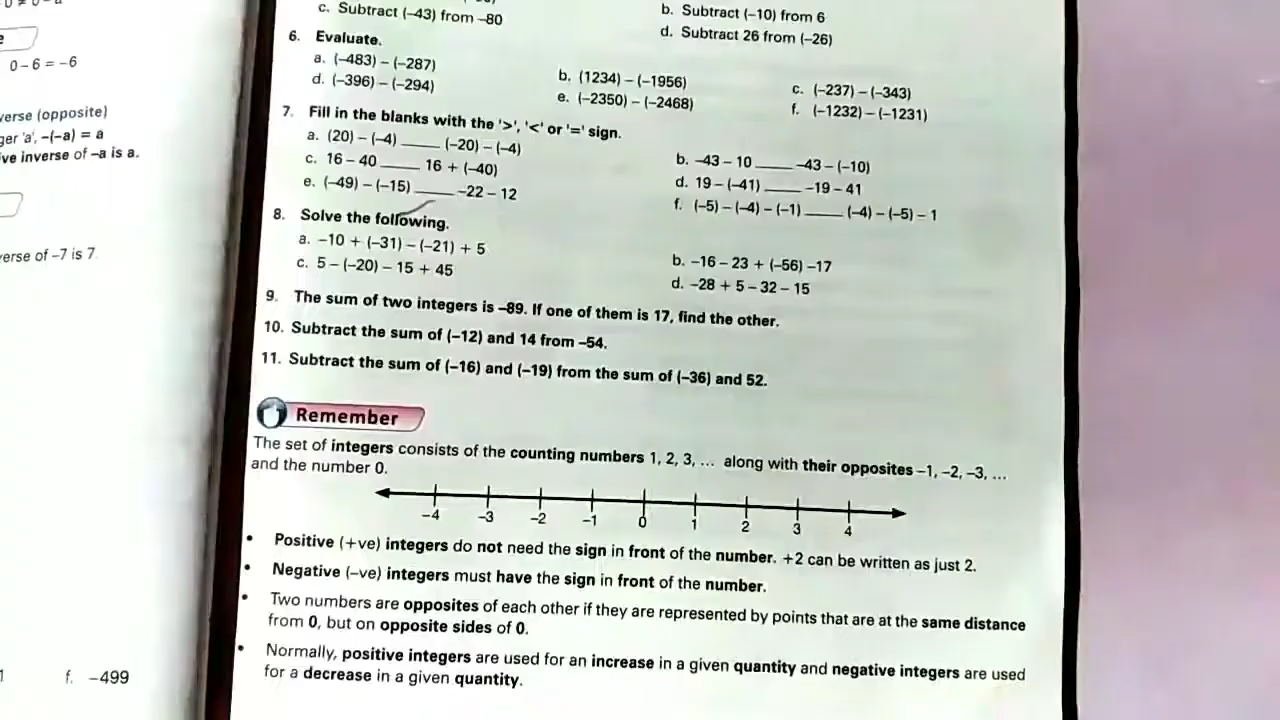 0 – 6 = –6
verse (opposite)
ger 'a', –(–a) = a
ive inverse of –a is a.
erse of –7 is 7.
f. –499
c. Subtract (–43) from –80
b. Subtract (–10) from 6
d. Subtract 26 from (–26)
6. Evaluate.
a. (–483) – (–287)
b. (1234) – (–1956)
c. (–237) – (–343)
d. (–396) – (–294)
e. (–2350) – (–2468)
f. (–1232) – (–1231)
7. Fill in the blanks with the '>', '<' or '=' sign.
a. (20) – (–4) _____ (–20) – (–4)
b. –43 – 10 _____ –43 – (–10)
c. 16 – 40 _____ 16 + (–40)
d. 19 – (–41) _____ –19 – 41
e. (–49) – (–15) _____ –22 – 12
f. (–5) – (–4) – (–1) _____ (–4) – (–5) – 1
8. Solve the following.
a. –10 + (–31) – (–21) + 5
b. –16 – 23 + (–56) –17
c. 5 – (–20) – 15 + 45
d. –28 + 5 – 32 – 15
9. The sum of two integers is –89. If one of them is 17, find the other.
10. Subtract the sum of (–12) and 14 from –54.
11. Subtract the sum of (–16) and (–19) from the sum of (–36) and 52.
Remember
The set of integers consists of the counting numbers 1, 2, 3, ... along with their opposites –1, –2, –3, ...
and the number 0.
–4 –3 –2 –1 0 1 2 3 4
• Positive (+ve) integers do not need the sign in front of the number. +2 can be written as just 2.
• Negative (–ve) integers must have the sign in front of the number.
• Two numbers are opposites of each other if they are represented by points that are at the same distance
from 0, but on opposite sides of 0.
• Normally, positive integers are used for an increase in a given quantity and negative integers are used
for a decrease in a given quantity.